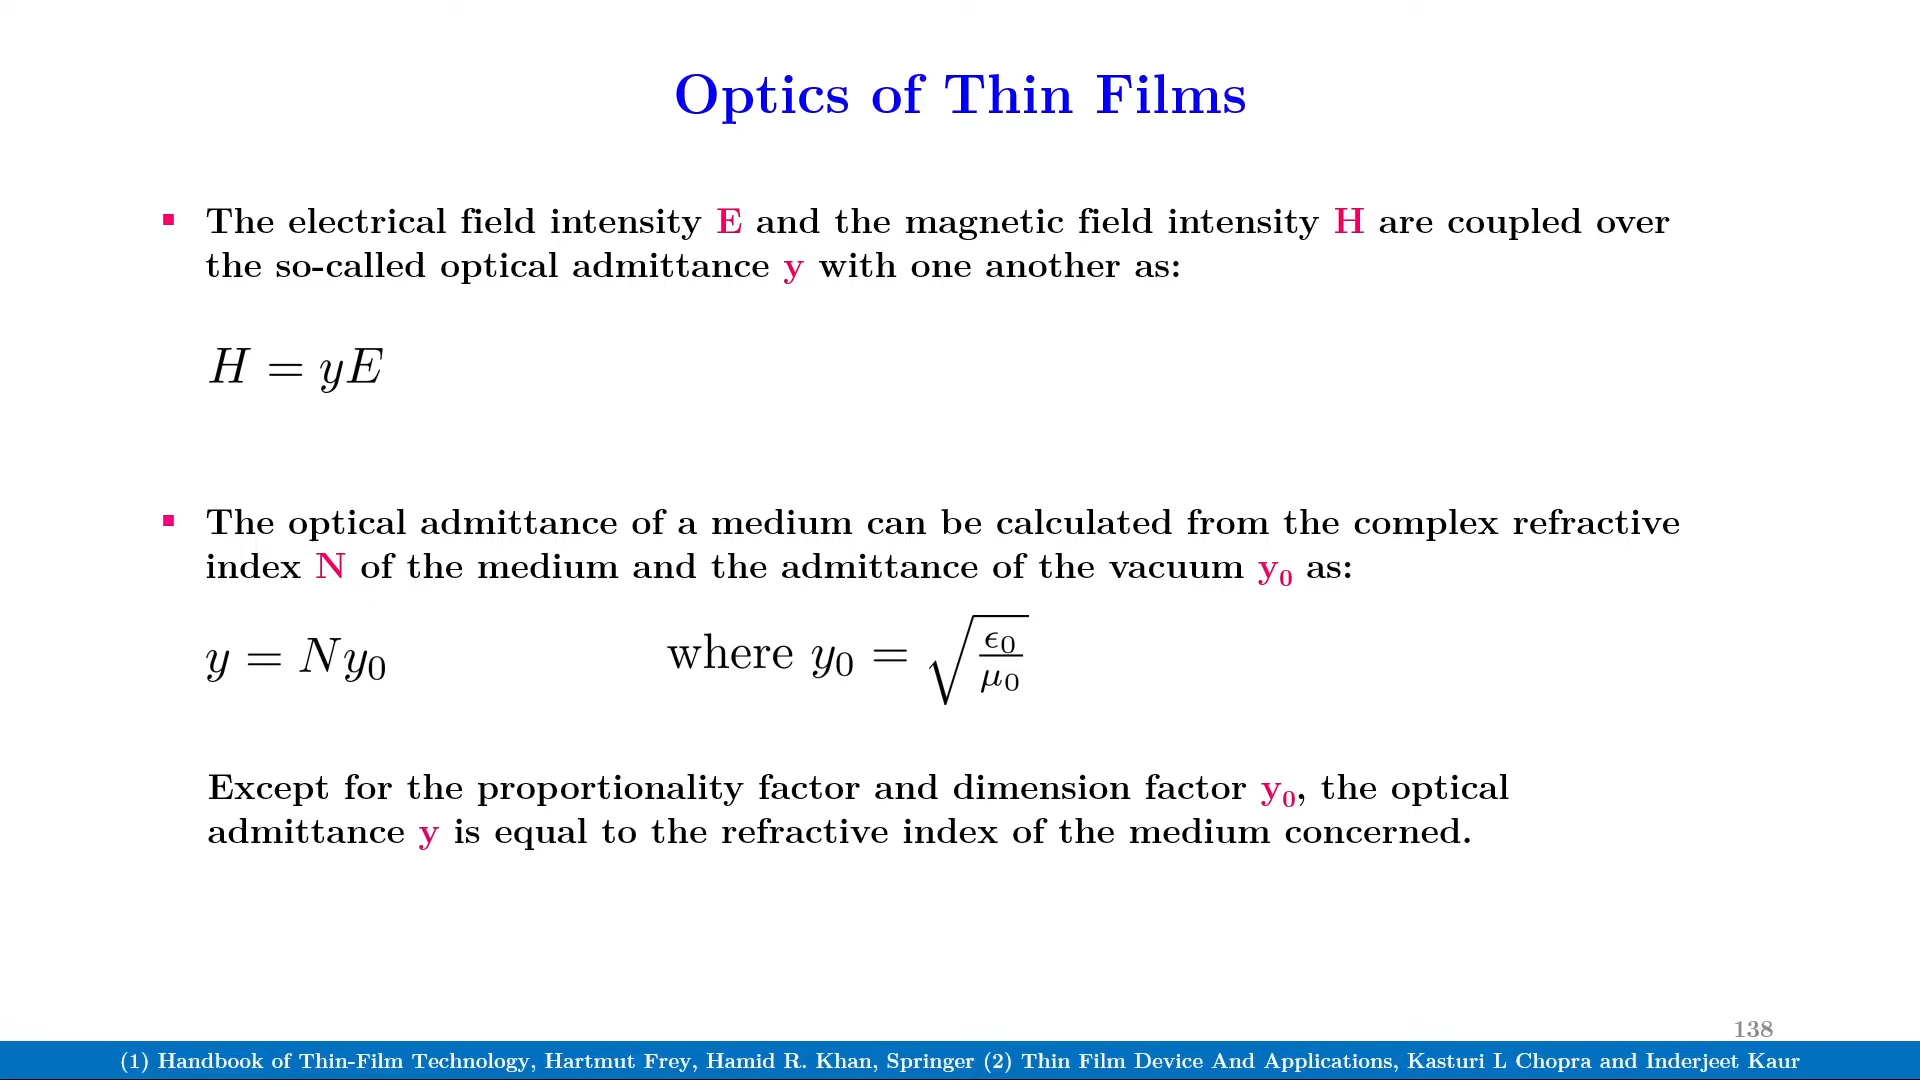 Optics of Thin Films
▪ The electrical field intensity E and the magnetic field intensity H are coupled over
the so-called optical admittance y with one another as:
H = yE
▪ The optical admittance of a medium can be calculated from the complex refractive
index N of the medium and the admittance of the vacuum y₀ as:
y = Ny₀ where y₀ = √(ϵ₀/μ₀)
Except for the proportionality factor and dimension factor y₀, the optical
admittance y is equal to the refractive index of the medium concerned.
138
(1) Handbook of Thin-Film Technology, Hartmut Frey, Hamid R. Khan, Springer (2) Thin Film Device And Applications, Kasturi L Chopra and Inderjeet Kaur